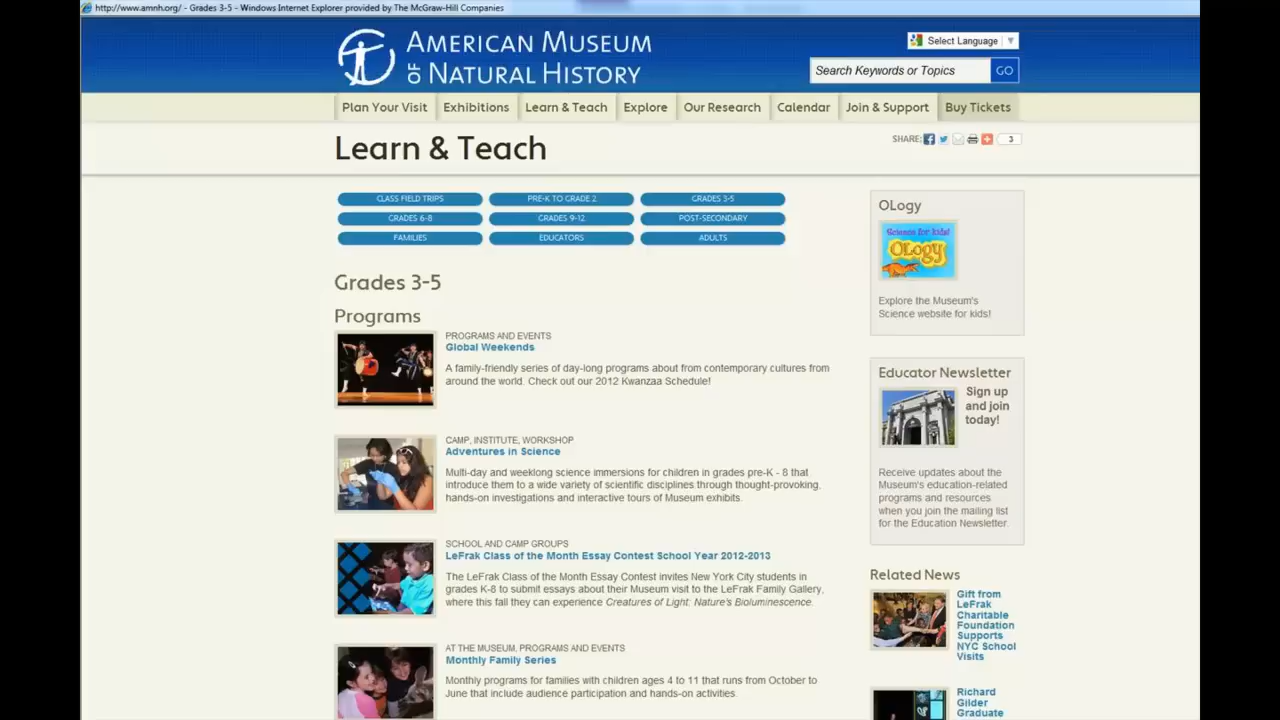 http://www.amnh.org/ - Grades 3-5 - Windows Internet Explorer provided by The McGraw-Hill Companies
AMERICAN MUSEUM
OF NATURAL HISTORY
Select Language
Search Keywords or Topics
GO
Plan Your Visit
Exhibitions
Learn & Teach
Explore
Our Research
Calendar
Join & Support
Buy Tickets
Learn & Teach
SHARE:
3
CLASS FIELD TRIPS
PRE-K TO GRADE 2
GRADES 3-5
GRADES 6-8
GRADES 9-12
POST-SECONDARY
FAMILIES
EDUCATORS
ADULTS
Grades 3-5
Programs
PROGRAMS AND EVENTS
Global Weekends
A family-friendly series of day-long programs about from contemporary cultures from
around the world. Check out our 2012 Kwanzaa Schedule!
CAMP, INSTITUTE, WORKSHOP
Adventures in Science
Multi-day and weeklong science immersions for children in grades pre-K - 8 that
introduce them to a wide variety of scientific disciplines through thought-provoking,
hands-on investigations and interactive tours of Museum exhibits.
SCHOOL AND CAMP GROUPS
LeFrak Class of the Month Essay Contest School Year 2012-2013
The LeFrak Class of the Month Essay Contest invites New York City students in
grades K-8 to submit essays about their Museum visit to the LeFrak Family Gallery,
where this fall they can experience Creatures of Light: Nature's Bioluminescence.
AT THE MUSEUM, PROGRAMS AND EVENTS
Monthly Family Series
Monthly programs for families with children ages 4 to 11 that runs from October to
June that include audience participation and hands-on activities.
OLogy
Science for kids!
OLogy
Explore the Museum's
Science website for kids!
Educator Newsletter
Sign up
and join
today!
Receive updates about the
Museum's education-related
programs and resources
when you join the mailing list
for the Education Newsletter.
Related News
Gift from
LeFrak
Charitable
Foundation
Supports
NYC School
Visits
Richard
Gilder
Graduate